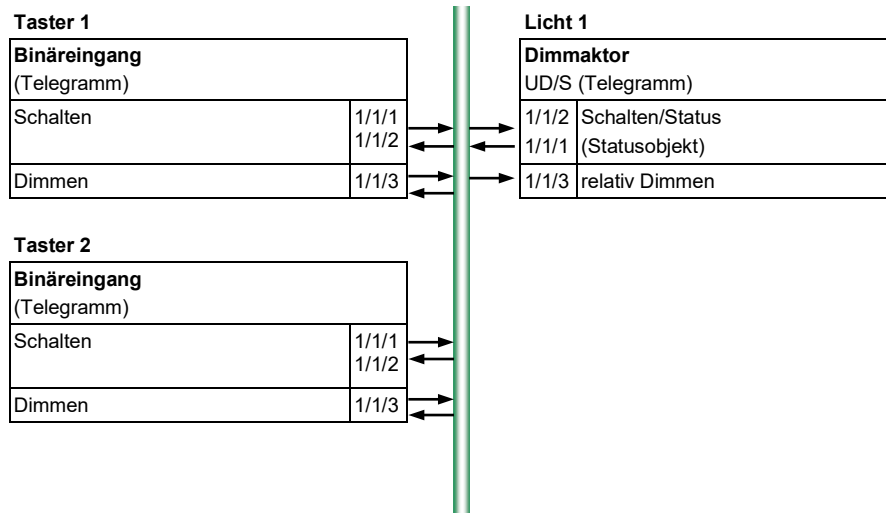 Taster 1
Binäreingang
(Telegramm)
Schalten 1/1/1
1/1/2
Dimmen 1/1/3
Licht 1
Dimmaktor
UD/S (Telegramm)
1/1/2 Schalten/Status
1/1/1 (Statusobjekt)
1/1/3 relativ Dimmen
Taster 2
Binäreingang
(Telegramm)
Schalten 1/1/1
1/1/2
Dimmen 1/1/3